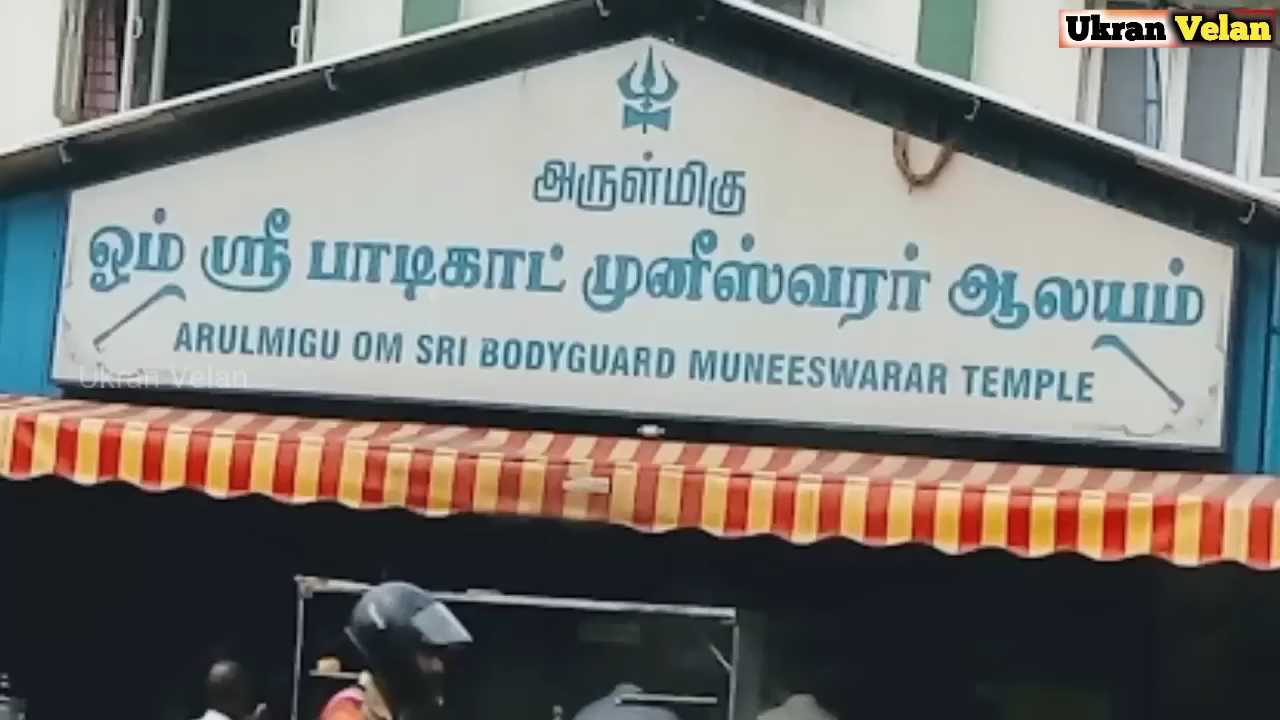 Ukran Velan
அருள்மிகு
ஓம் ஸ்ரீ பாடிகாட் முனீஸ்வரர் ஆலயம்
ARULMIGU OM SRI BODYGUARD MUNEESWARAR TEMPLE
Ukran Velan